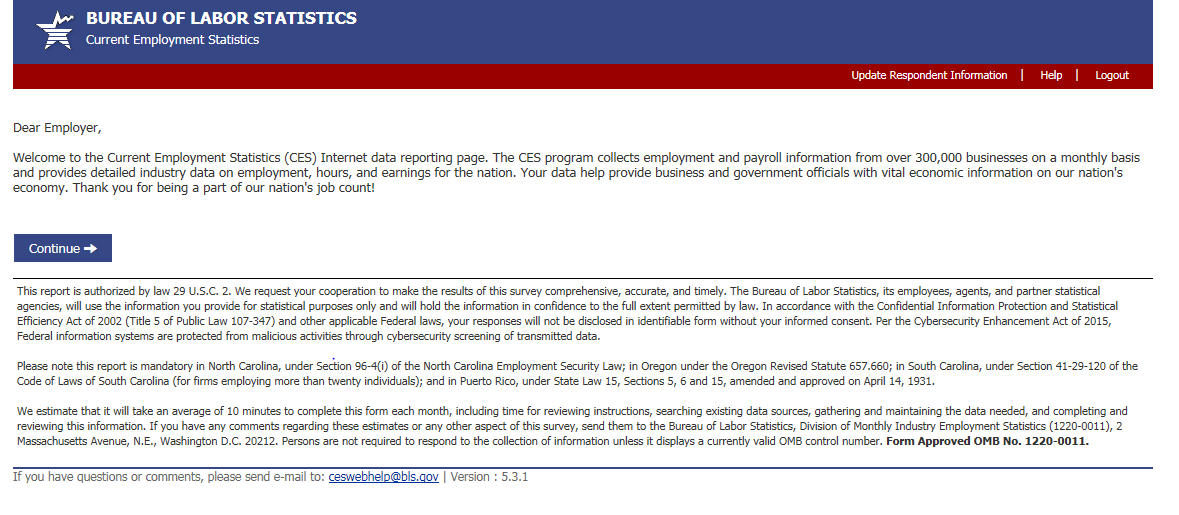 BUREAU OF LABOR STATISTICS
Current Employment Statistics
Update Respondent Information | Help | Logout
Dear Employer,
Welcome to the Current Employment Statistics (CES) Internet data reporting page. The CES program collects employment and payroll information from over 300,000 businesses on a monthly basis
and provides detailed industry data on employment, hours, and earnings for the nation. Your data help provide business and government officials with vital economic information on our nation's
economy. Thank you for being a part of our nation's job count!
Continue ➔
This report is authorized by law 29 U.S.C. 2. We request your cooperation to make the results of this survey comprehensive, accurate, and timely. The Bureau of Labor Statistics, its employees, agents, and partner statistical
agencies, will use the information you provide for statistical purposes only and will hold the information in confidence to the full extent permitted by law. In accordance with the Confidential Information Protection and Statistical
Efficiency Act of 2002 (Title 5 of Public Law 107-347) and other applicable Federal laws, your responses will not be disclosed in identifiable form without your informed consent. Per the Cybersecurity Enhancement Act of 2015,
Federal information systems are protected from malicious activities through cybersecurity screening of transmitted data.
Please note this report is mandatory in North Carolina, under Section 96-4(i) of the North Carolina Employment Security Law; in Oregon under the Oregon Revised Statute 657.660; in South Carolina, under Section 41-29-120 of the
Code of Laws of South Carolina (for firms employing more than twenty individuals); and in Puerto Rico, under State Law 15, Sections 5, 6 and 15, amended and approved on April 14, 1931.
We estimate that it will take an average of 10 minutes to complete this form each month, including time for reviewing instructions, searching existing data sources, gathering and maintaining the data needed, and completing and
reviewing this information. If you have any comments regarding these estimates or any other aspect of this survey, send them to the Bureau of Labor Statistics, Division of Monthly Industry Employment Statistics (1220-0011), 2
Massachusetts Avenue, N.E., Washington D.C. 20212. Persons are not required to respond to the collection of information unless it displays a currently valid OMB control number. Form Approved OMB No. 1220-0011.
If you have questions or comments, please send e-mail to: ceswebhelp@bls.gov | Version : 5.3.1